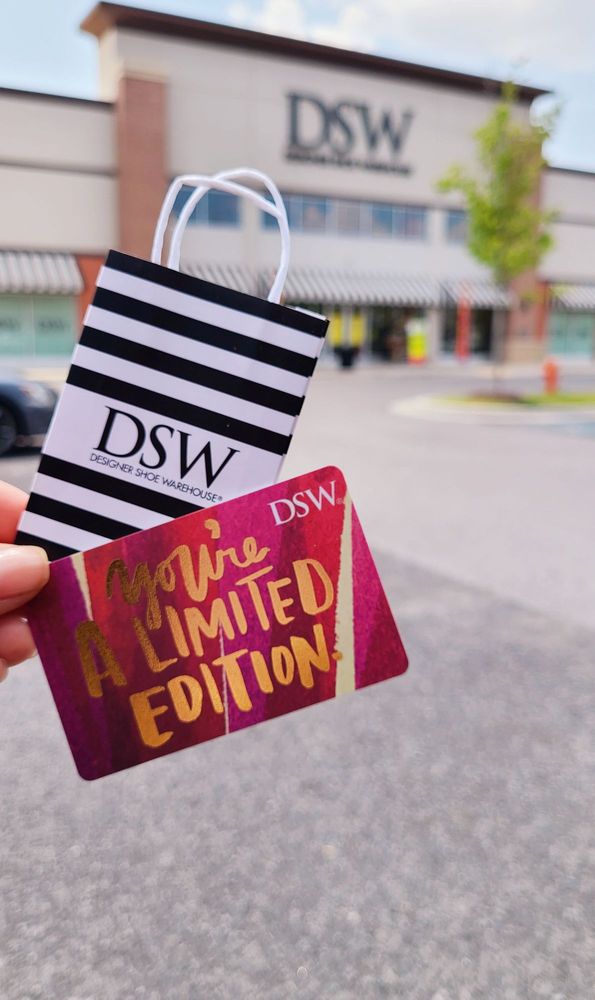 DSW
DSW
DESIGNER SHOE WAREHOUSE®
DSW®
you're
A LIMITED
EDITION.